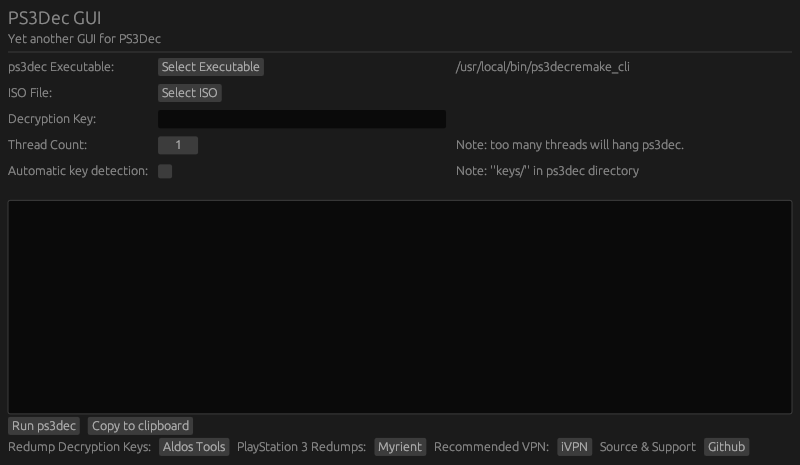 PS3Dec GUI
Yet another GUI for PS3Dec
ps3dec Executable: Select Executable /usr/local/bin/ps3decremake_cli
ISO File: Select ISO
Decryption Key:
Thread Count: 1 Note: too many threads will hang ps3dec.
Automatic key detection: Note: "keys/" in ps3dec directory
Run ps3dec Copy to clipboard
Redump Decryption Keys: Aldos Tools PlayStation 3 Redumps: Myrient Recommended VPN: iVPN Source & Support Github